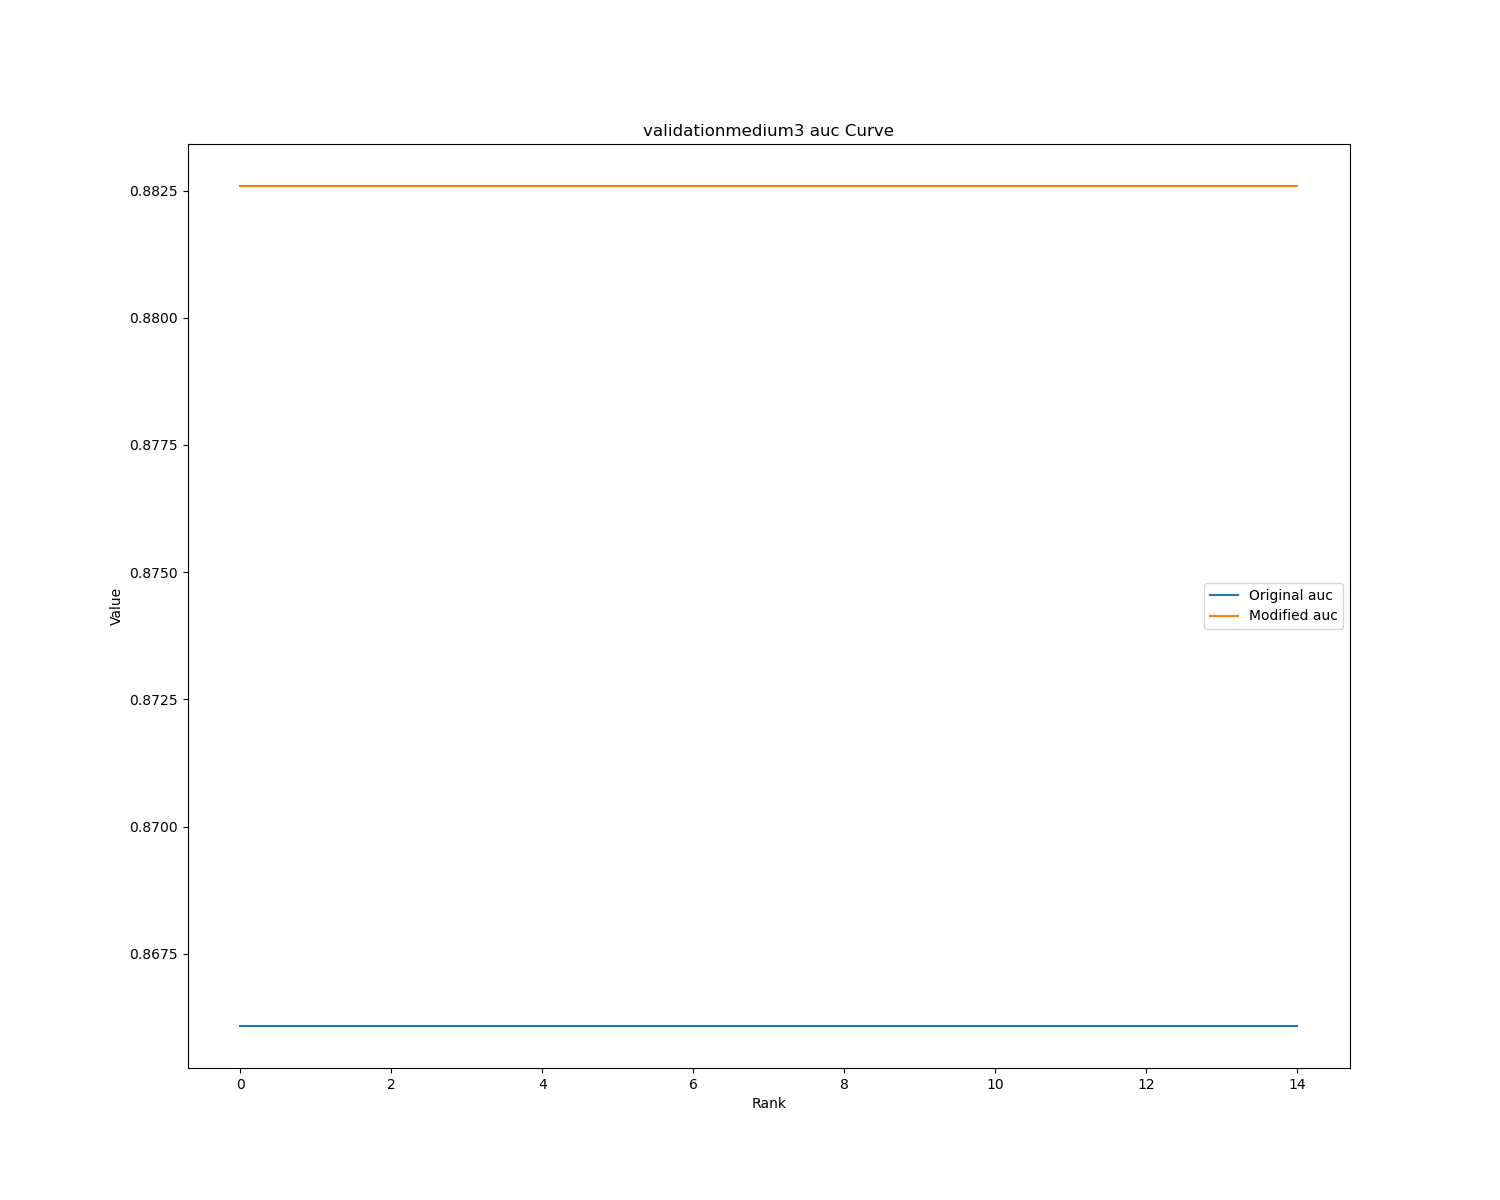 validationmedium3 auc Curve
0.8825
0.8800
0.8775
0.8750
0.8725
0.8700
0.8675
Value
Original auc
Modified auc
0 2 4 6 8 10 12 14
Rank